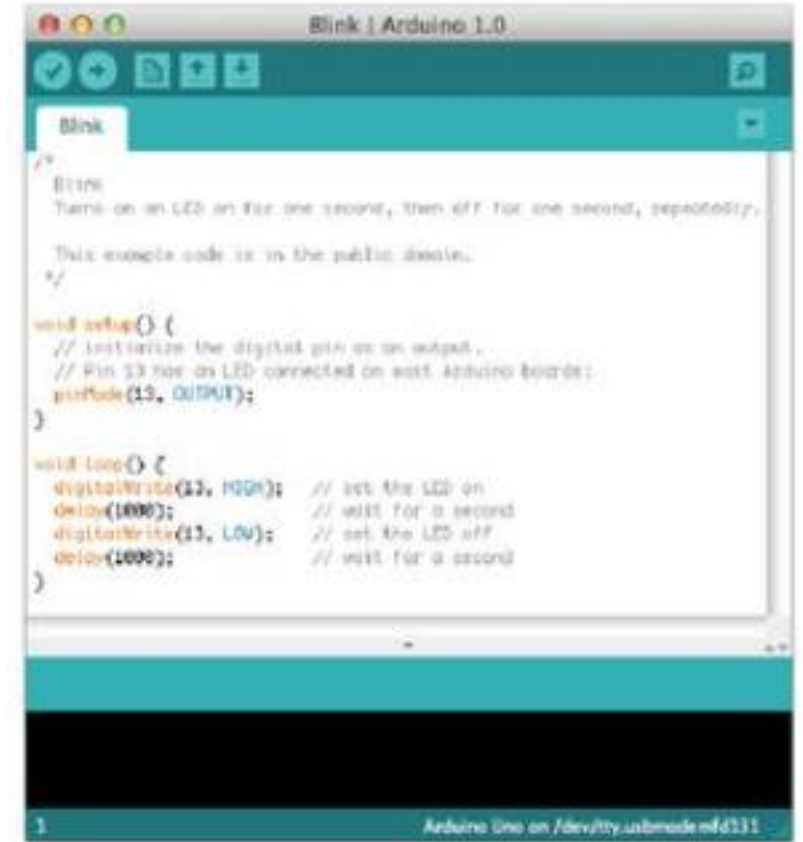 Blink | Arduino 1.0
Blink
/*
Blink
Turns on an LED on for one second, then off for one second, repeatedly.
This example code is in the public domain.
*/
void setup() {
// initialize the digital pin as an output.
// Pin 13 has an LED connected on most Arduino boards:
pinMode(13, OUTPUT);
}
void loop() {
digitalWrite(13, HIGH);   // set the LED on
delay(1000);              // wait for a second
digitalWrite(13, LOW);    // set the LED off
delay(1000);              // wait for a second
}
1
Arduino Uno on /dev/tty.usbmodemfd131